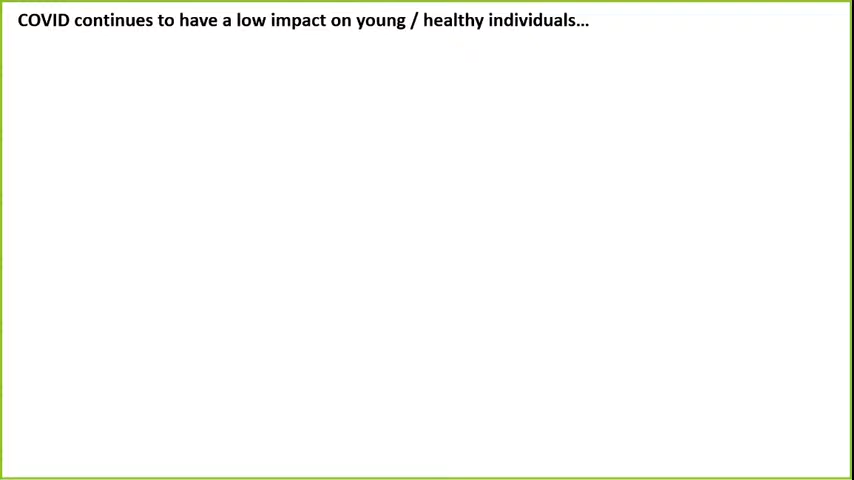 COVID continues to have a low impact on young / healthy individuals...